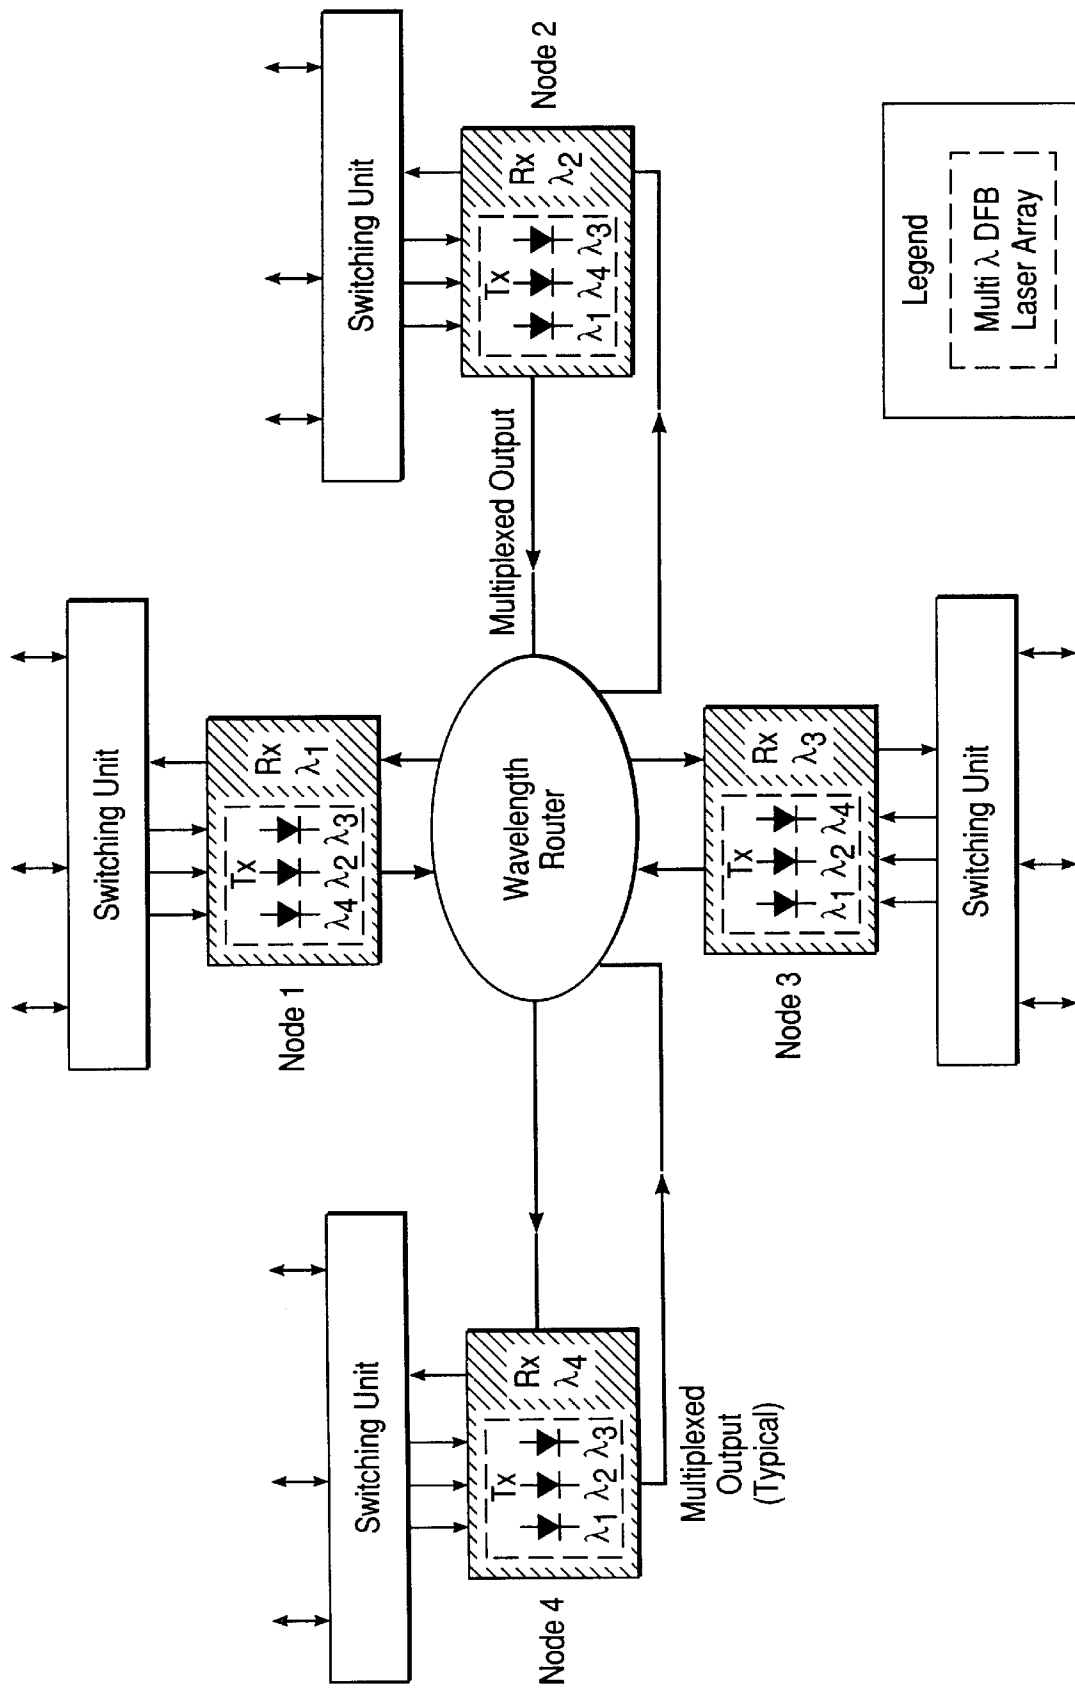 Switching Unit
Tx
Rx
λ4 λ2 λ3
λ1
Node 1
Switching Unit
Tx
Rx
λ1 λ2 λ3
λ4
Node 4
Multiplexed
Output
(Typical)
Wavelength
Router
Multiplexed Output
Switching Unit
Tx
Rx
λ1 λ4 λ3
λ2
Node 2
Node 3
Tx
Rx
λ1 λ2 λ4
λ3
Switching Unit
Legend
Multi λ DFB
Laser Array